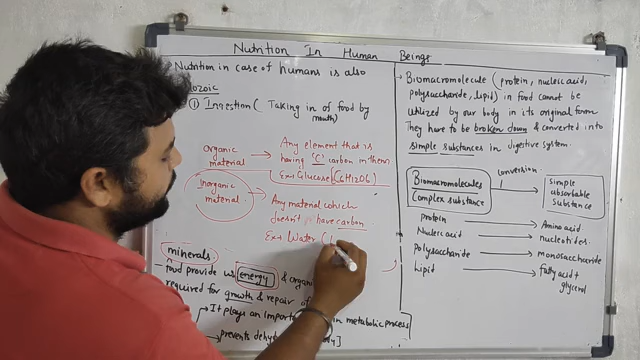 Nutrition In Human Beings
Nutrition in case of humans is also
① Ingestion ( Taking in of food by
mouth)
organic
material → Any element that is
having 'C' carbon in them
Ex→ Glucose (C6H12O6)
Inorganic
material → Any material which
doesn't have carbon
Ex→ Water (
minerals
food provide us energy &
required for growth & repair of
→ It plays an important in metabolic process
→ prevents
→ Biomacromolecule ( protein, nucleic acid,
polysaccharide, lipid) in food cannot be
utilized by our body in its original form
They have to be broken down & converted into
simple substances in digestive system.
Biomacromolecules
Complex substance
conversion
simple
absorbable
substance
Protein → Amino acid
Nucleic acid → nucleotides.
Polysaccharide → monosaccharide
Lipid → fatty acid +
glycerol